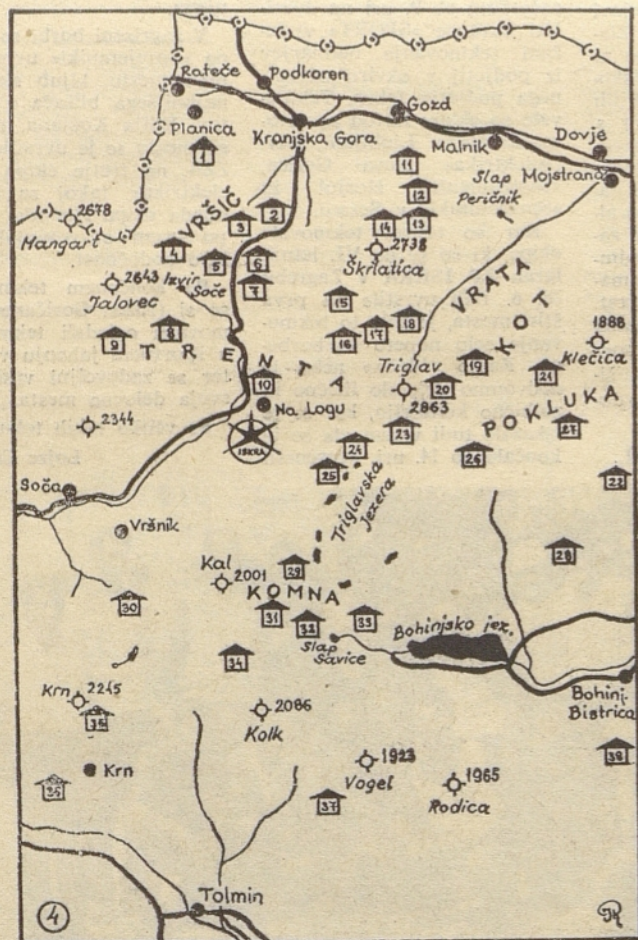 Rateče
Podkoren
Planica
Kranjska Gora
Gozd
Malnik
Dovje
Mojstrana
1
11
Slap
Peričnik
12
2678
Hangart
VRŠIČ
2
3
14
13
2738
Škrlatica
4
5
6
2643
Jalovec
Izvir
Soče
7
VRATA
15
18
KOT
1888
Klečica
9
8
TRENTA
16
17
10
Na Logu
Triglav
2863
20
19
21
POKLUKA
27
ISKRA
2344
23
24
26
25
22
Soča
Triglavska
jezera
Vršnik
28
Kal
2001
29
KOMNA
30
31
32
33
Slap
Savice
Bohinjsko jez.
34
Bohinj.
Bistrica
Krn
2245
35
2086
Kolk
38
Krn
1923
Vogel
1965
Rodica
37
Tolmin
4